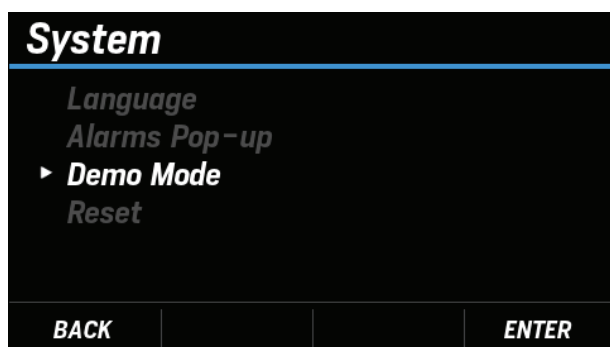 System
Language
Alarms Pop-up
Demo Mode
Reset
BACK ENTER